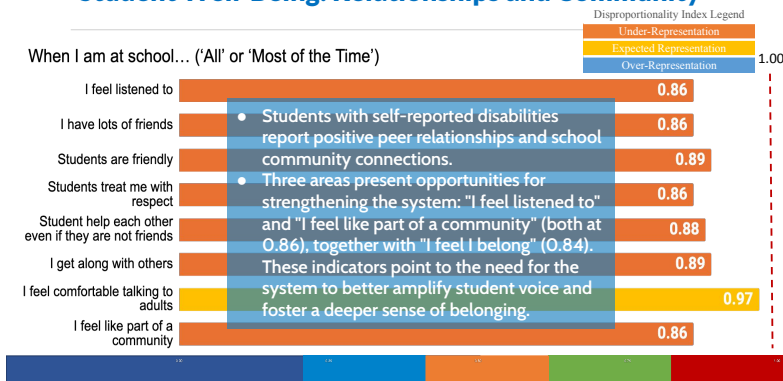 Student Well-Being: Relationships and Community
Disproportionality Index Legend
Under-Representation
Expected Representation
Over-Representation
When I am at school… (‘All’ or ‘Most of the Time’)
1.00
I feel listened to
0.86
I have lots of friends
0.86
Students are friendly
0.89
Students treat me with
respect
0.86
Student help each other
even if they are not friends
0.88
I get along with others
0.89
I feel comfortable talking to
adults
0.97
I feel like part of a
community
0.86
● Students with self-reported disabilities
report positive peer relationships and school
community connections.
● Three areas present opportunities for
strengthening the system: "I feel listened to"
and "I feel like part of a community" (both at
0.86), together with "I feel I belong" (0.84).
These indicators point to the need for the
system to better amplify student voice and
foster a deeper sense of belonging.